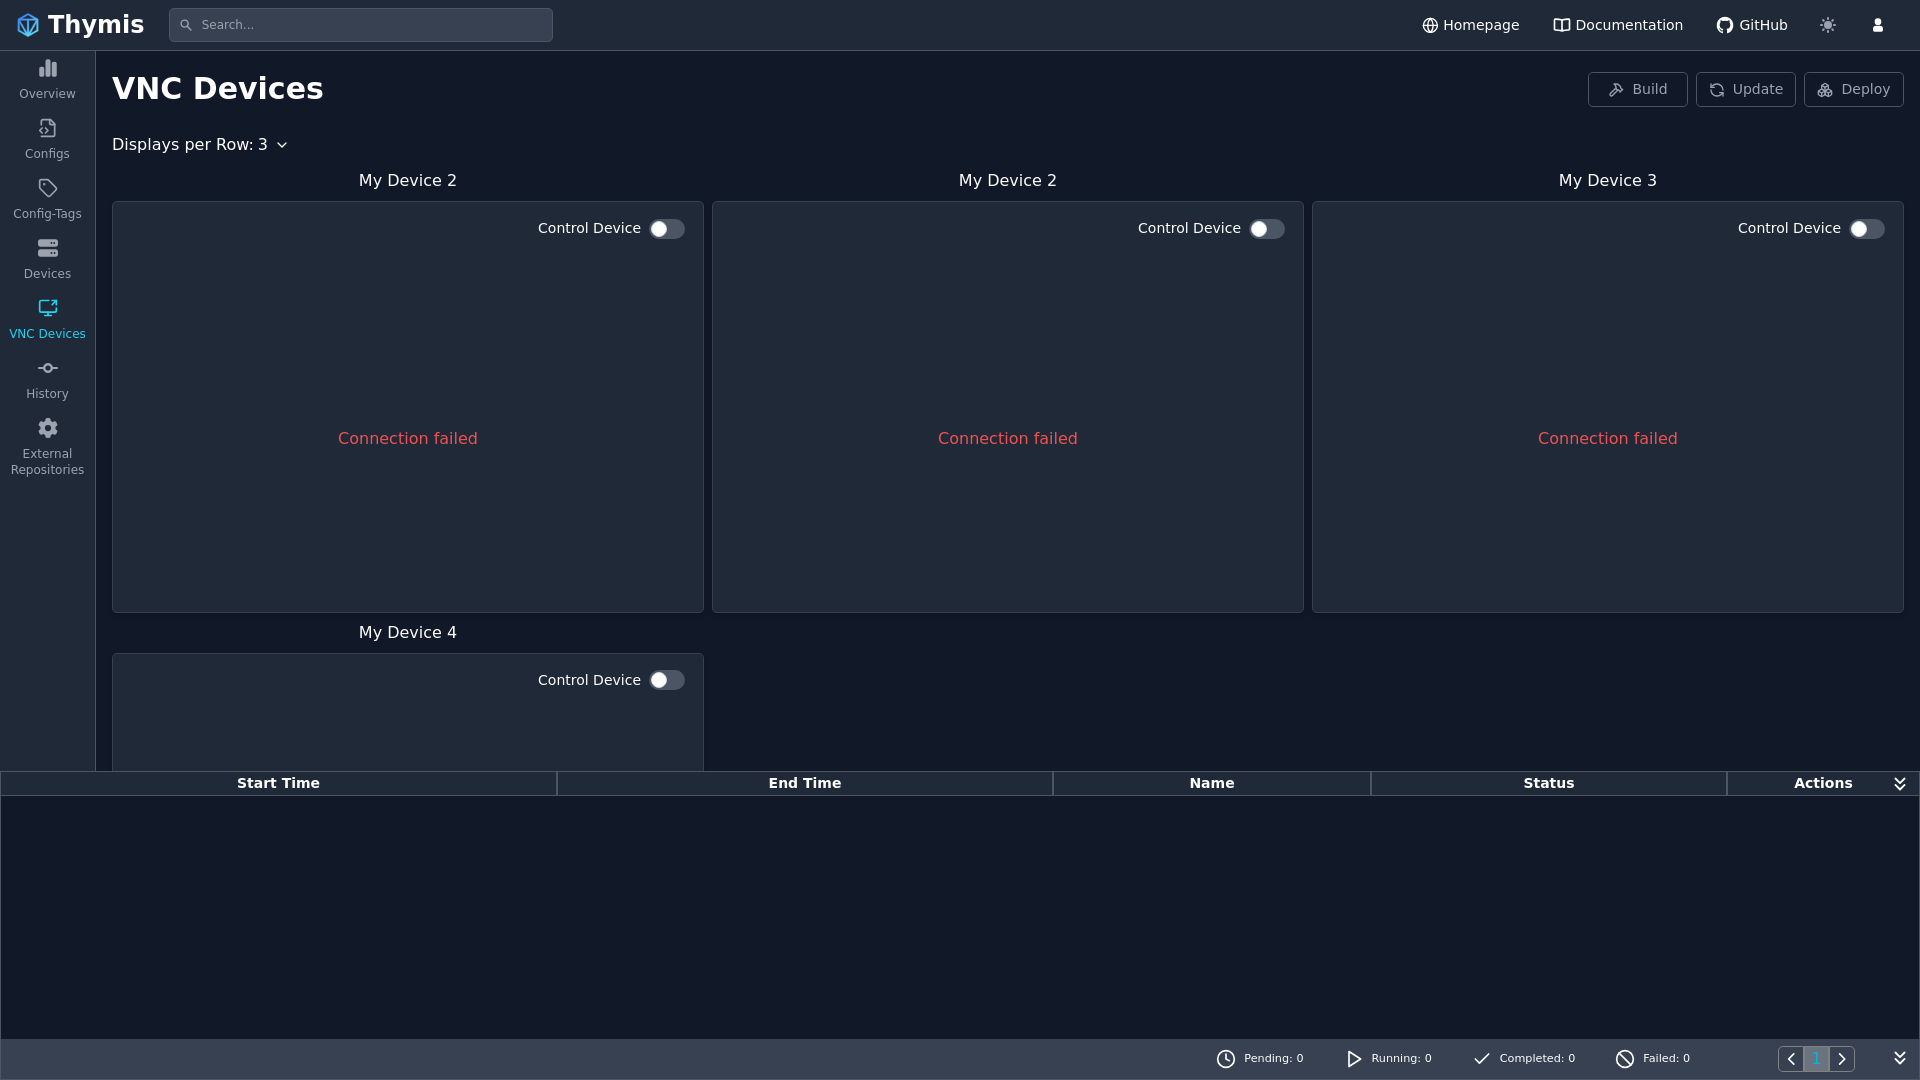 Thymis
Search...
Homepage
Documentation
GitHub
Overview
Configs
Config-Tags
Devices
VNC Devices
History
External
Repositories
VNC Devices
Build
Update
Deploy
Displays per Row: 3
My Device 2
My Device 2
My Device 3
Control Device
Control Device
Control Device
Connection failed
Connection failed
Connection failed
My Device 4
Control Device
Start Time
End Time
Name
Status
Actions
Pending: 0
Running: 0
Completed: 0
Failed: 0
1